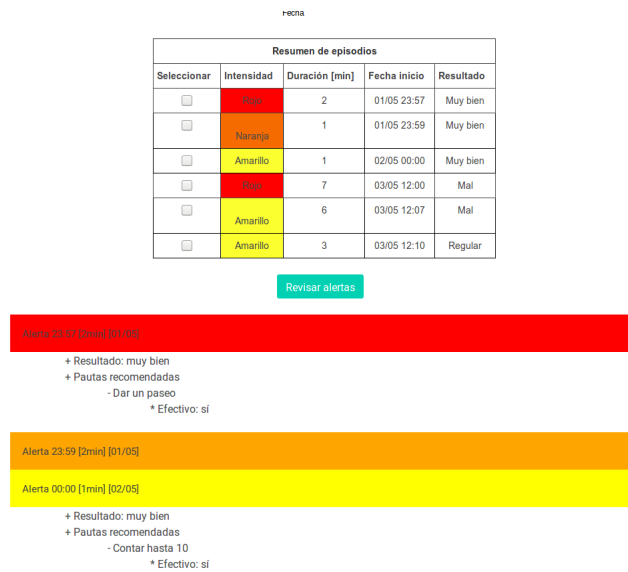 Fecha
Resumen de episodios
Seleccionar Intensidad Duración [min] Fecha inicio Resultado
Rojo 2 01/05 23:57 Muy bien
Naranja 1 01/05 23:59 Muy bien
Amarillo 1 02/05 00:00 Muy bien
Rojo 7 03/05 12:00 Mal
Amarillo 6 03/05 12:07 Mal
Amarillo 3 03/05 12:10 Regular
Revisar alertas
Alerta 23:57 [2min] [01/05]
+ Resultado: muy bien
+ Pautas recomendadas
- Dar un paseo
* Efectivo: sí
Alerta 23:59 [2min] [01/05]
Alerta 00:00 [1min] [02/05]
+ Resultado: muy bien
+ Pautas recomendadas
- Contar hasta 10
* Efectivo: sí